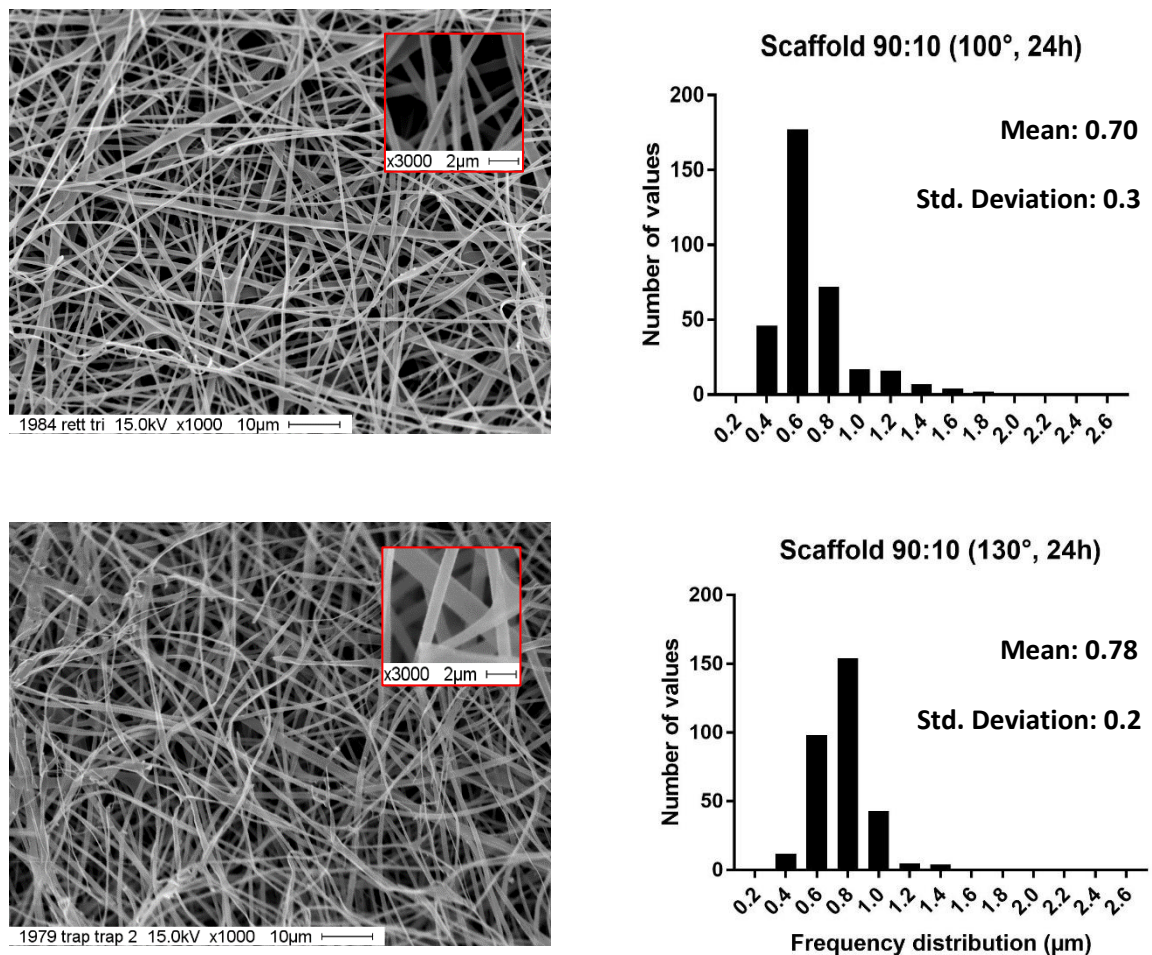 x3000 2µm
1984 rett tri 15.0kV x1000 10µm
Scaffold 90:10 (100°, 24h)
Mean: 0.70
Std. Deviation: 0.3
Number of values
200
150
100
50
0
0.2 0.4 0.6 0.8 1.0 1.2 1.4 1.6 1.8 2.0 2.2 2.4 2.6
x3000 2µm
1979 trap trap 2 15.0kV x1000 10µm
Scaffold 90:10 (130°, 24h)
Mean: 0.78
Std. Deviation: 0.2
Number of values
200
150
100
50
0
0.2 0.4 0.6 0.8 1.0 1.2 1.4 1.6 1.8 2.0 2.2 2.4 2.6
Frequency distribution (µm)